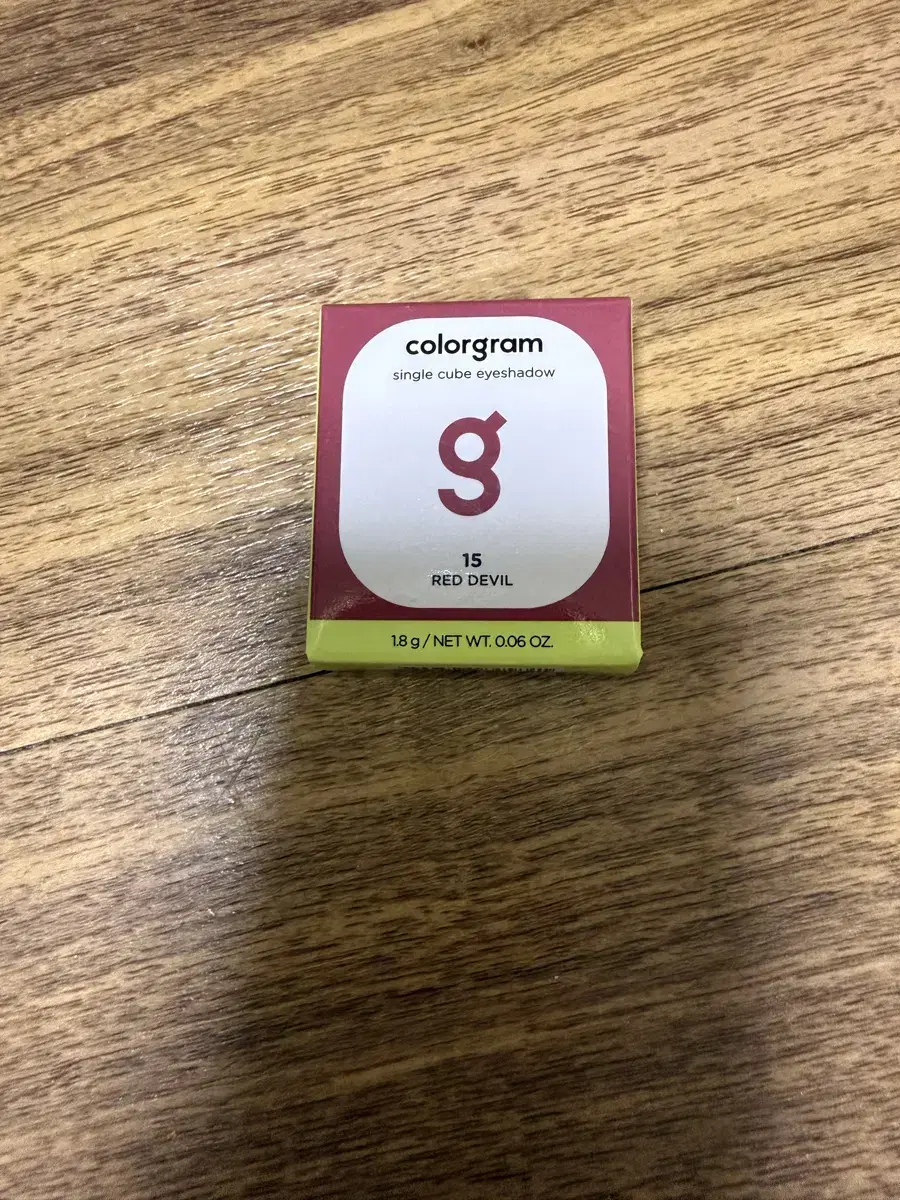 colorgram
single cube eyeshadow
g
15
RED DEVIL
1.8 g / NET WT. 0.06 OZ.